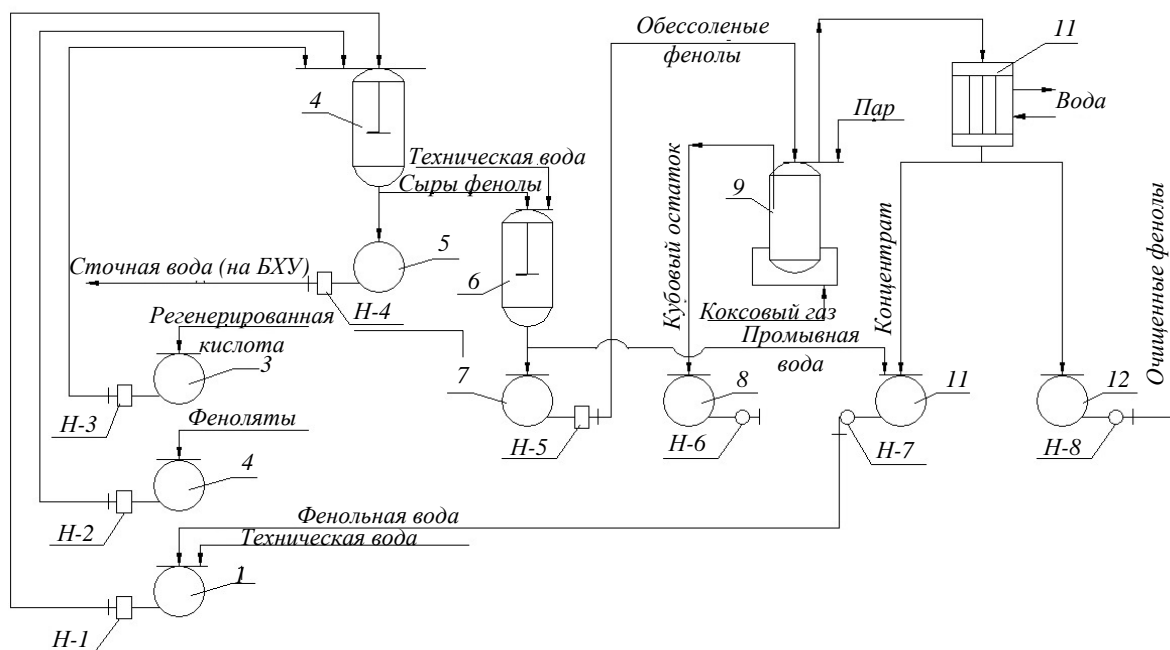 Обессоленые
фенолы
11
4
Пар
Вода
Техническая вода
Сыры фенолы
9
Кубовый остаток
Концентрат
Очищенные фенолы
5
Сточная вода (на БХУ)
6
Н-4
Коксовый газ
Регенерированная
кислота
Промывная
вода
3
7
8
11
12
Н-3
Н-5
Н-6
Н-7
Н-8
Феноляты
4
Н-2
Фенольная вода
Техническая вода
1
Н-1